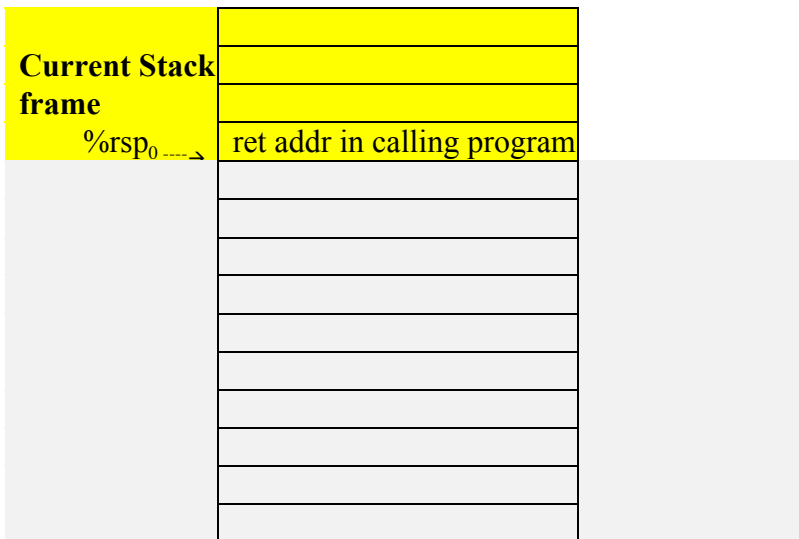 Current Stack
frame
%rsp₀ ----→ ret addr in calling program